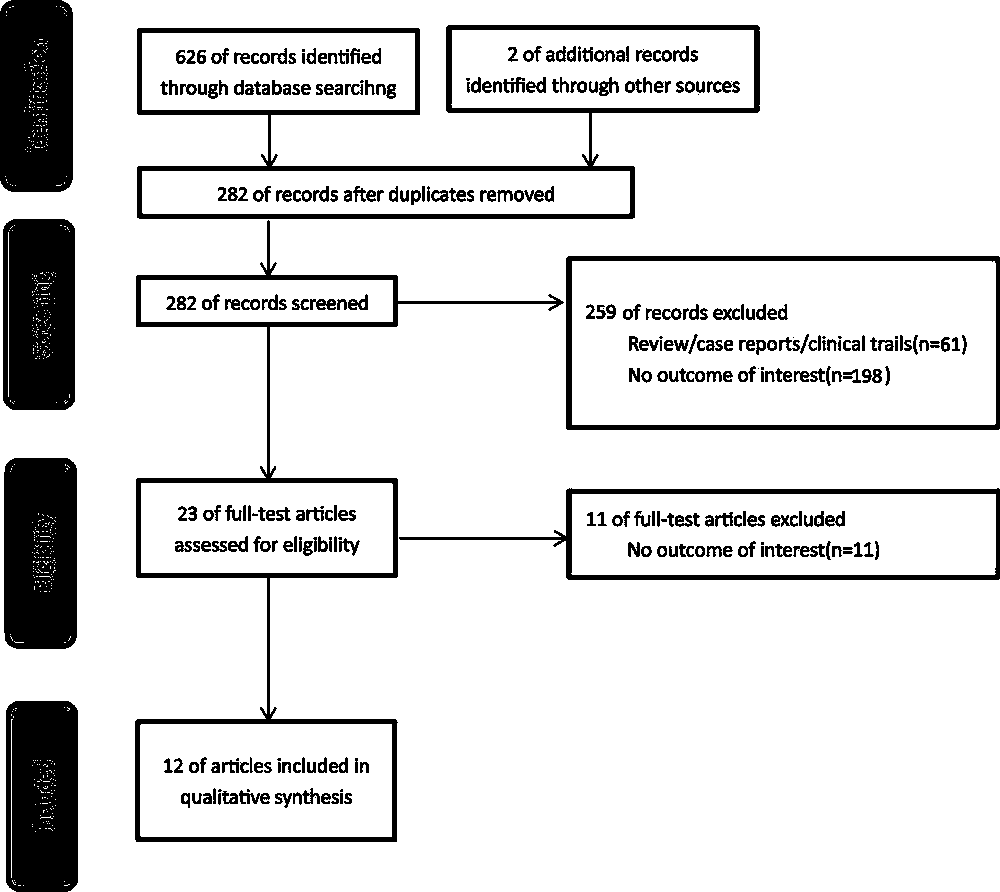 Identification
626 of records identified
through database searcihng
2 of additional records
identified through other sources
282 of records after duplicates removed
Screening
282 of records screened
259 of records excluded
Review/case reports/clinical trails(n=61)
No outcome of interest(n=198)
Eligibility
23 of full-test articles
assessed for eligibility
11 of full-test articles excluded
No outcome of interest(n=11)
Included
12 of articles included in
qualitative synthesis